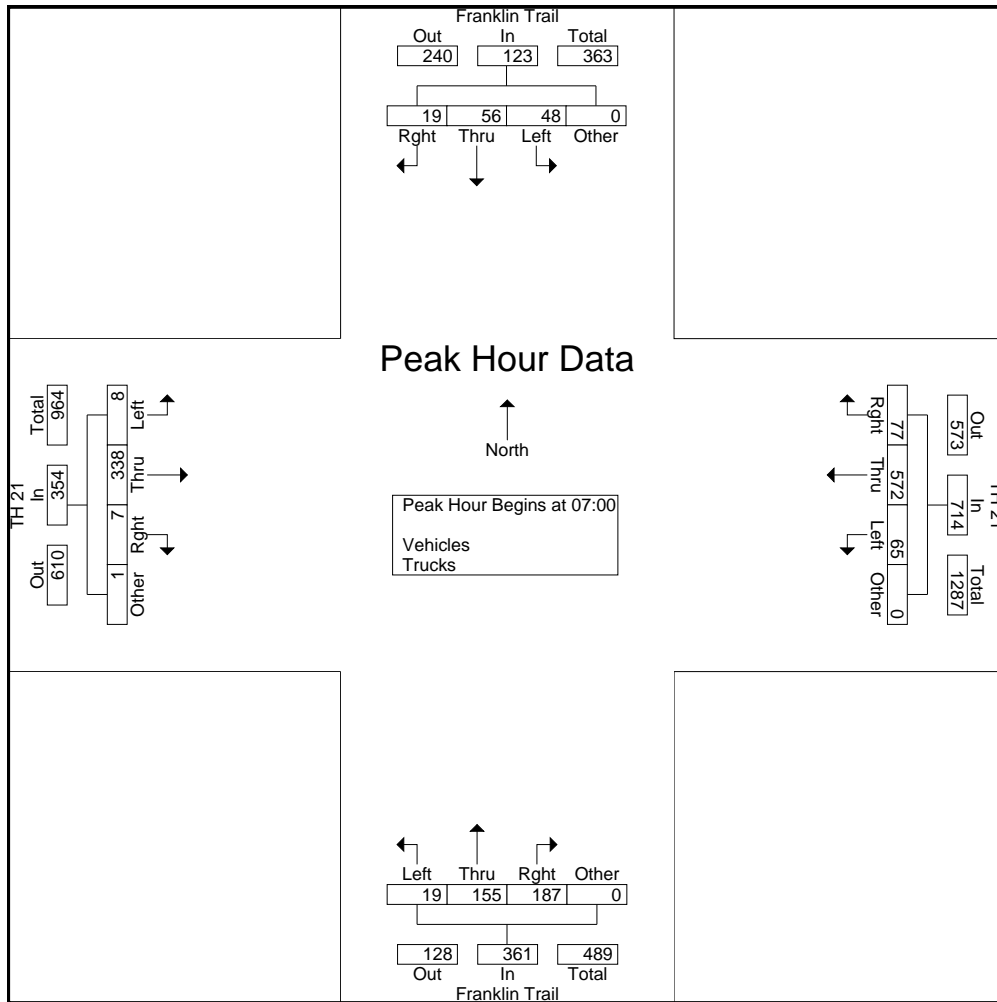 Franklin Trail
Out In Total
240 123 363
19 56 48 0
Rght Thru Left Other
Peak Hour Data
North
Peak Hour Begins at 07:00
Vehicles
Trucks
TH 21
Total In Out
964 354 610
8 338 7 1
Left Thru Rght Other
TH 21
Out In Total
573 714 1287
77 572 65 0
Rght Thru Left Other
Left Thru Rght Other
19 155 187 0
128 361 489
Out In Total
Franklin Trail